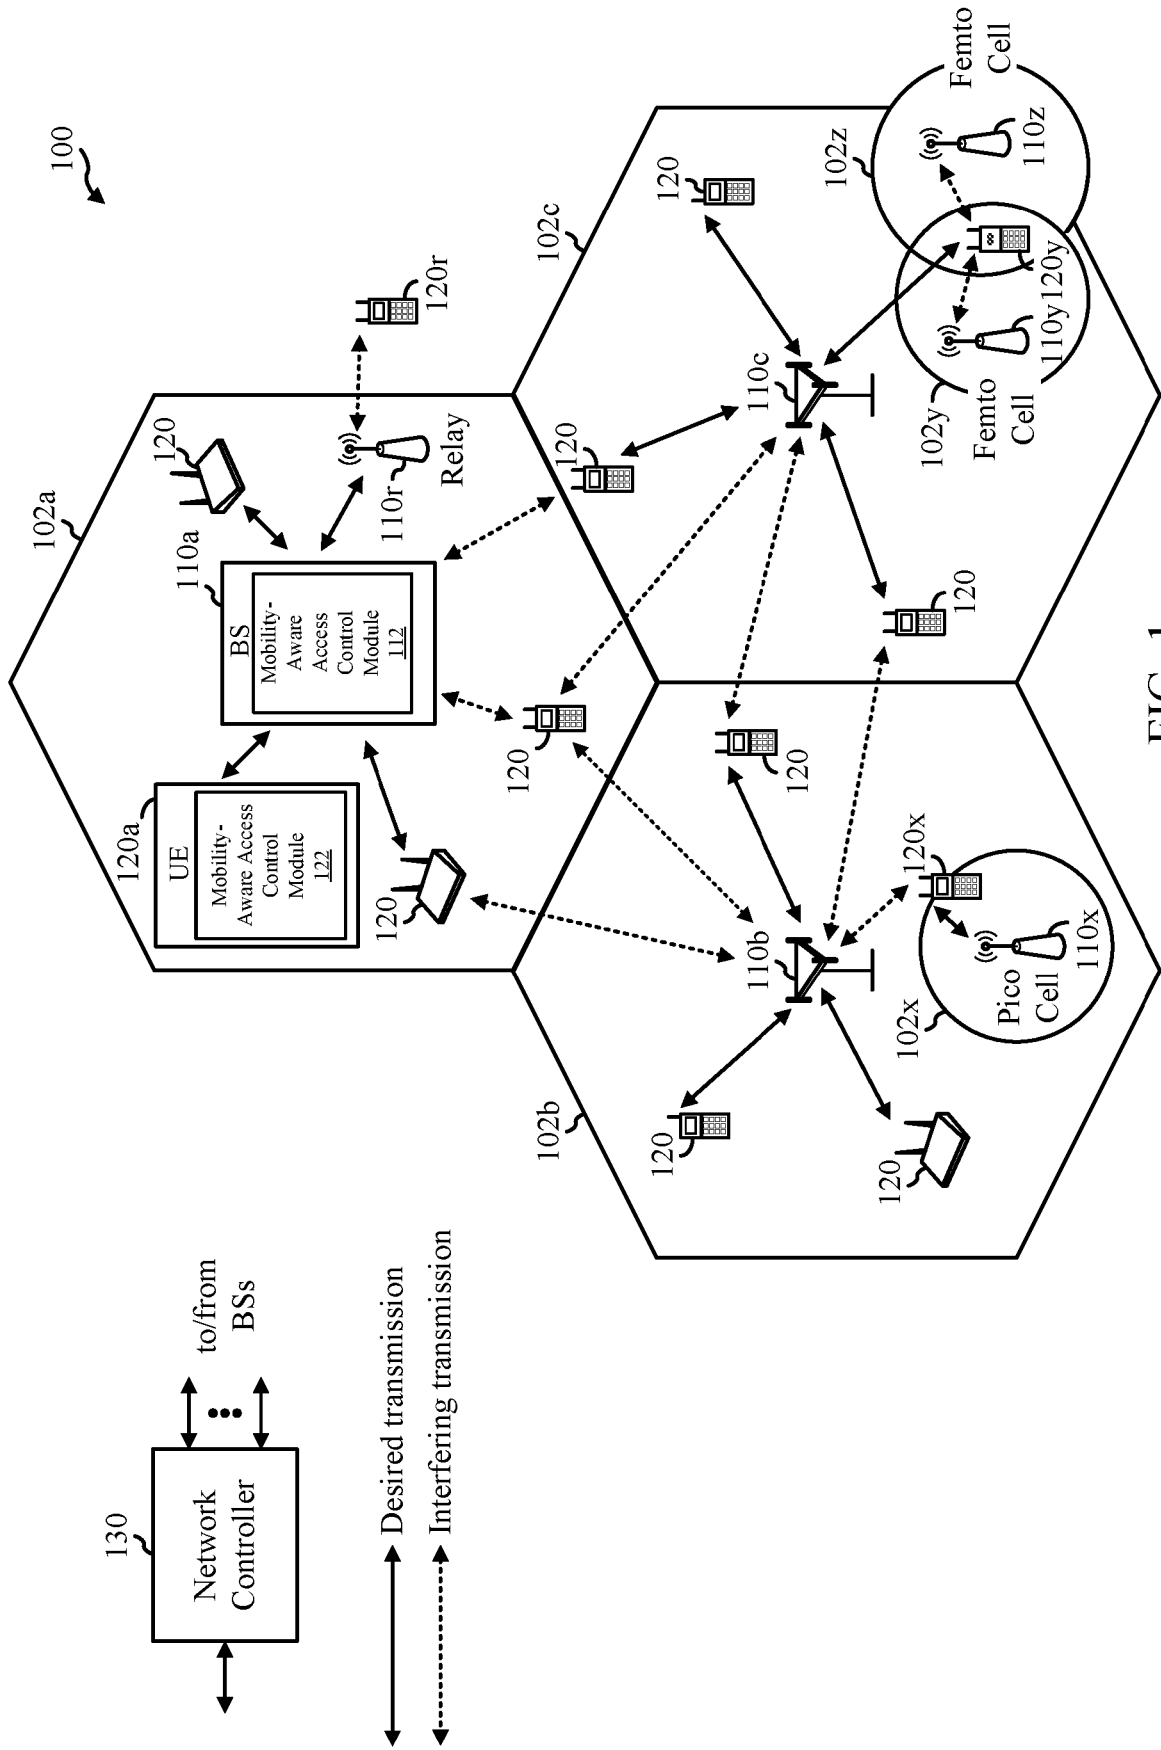 100
130
Network
Controller
to/from
BSs
Desired transmission
Interfering transmission
102a
120a
UE
Mobility-
Aware Access
Control
Module
122
110a
BS
Mobility-
Aware
Access
Control
Module
112
120
120
120
110r
Relay
120r
102b
120
120
110b
120
102x
Pico
Cell
110x
120x
102c
120
120
110c
120
102y
Femto
Cell
110y
120y
102z
110z
Femto
Cell
FIG. 1